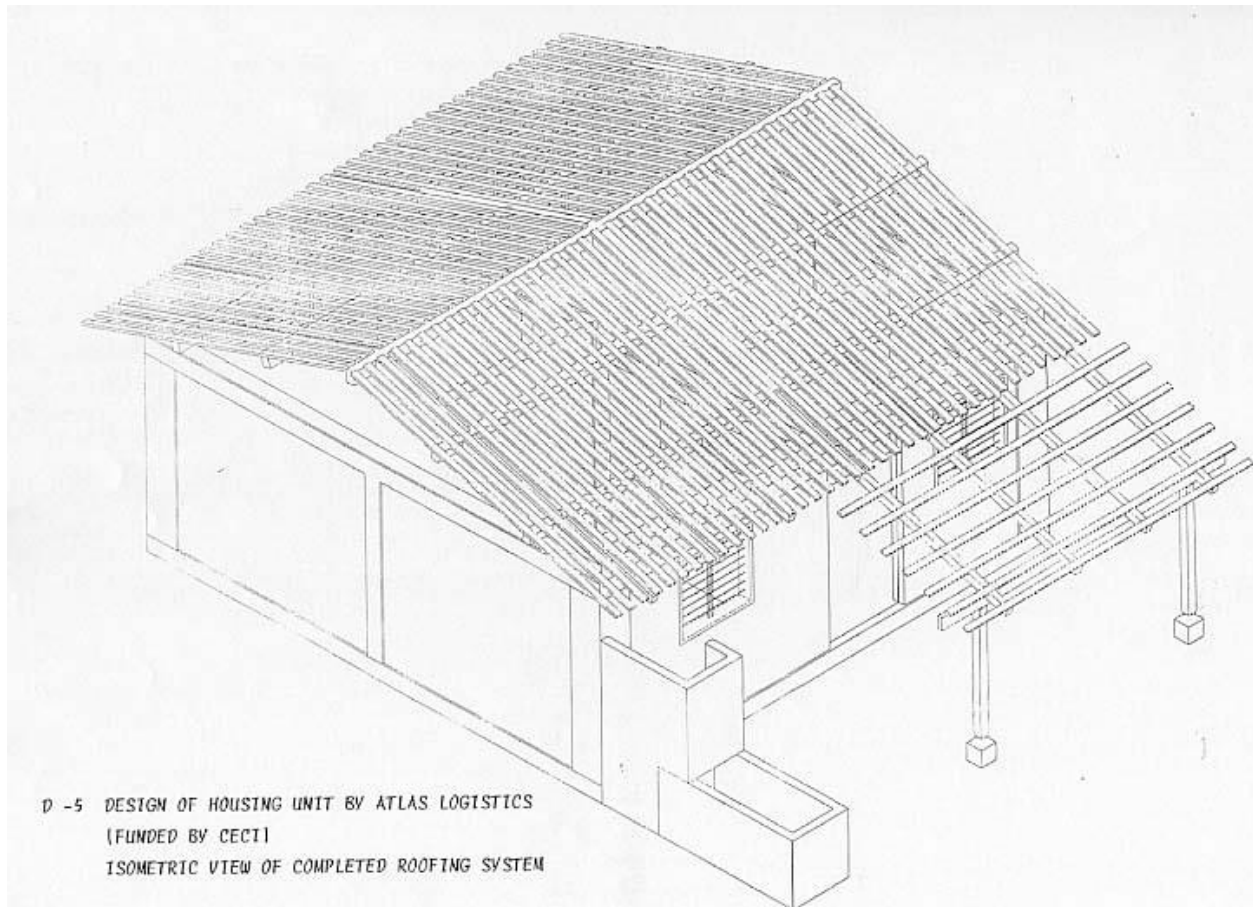 D -5 DESIGN OF HOUSING UNIT BY ATLAS LOGISTICS
(FUNDED BY CECI)
ISOMETRIC VIEW OF COMPLETED ROOFING SYSTEM